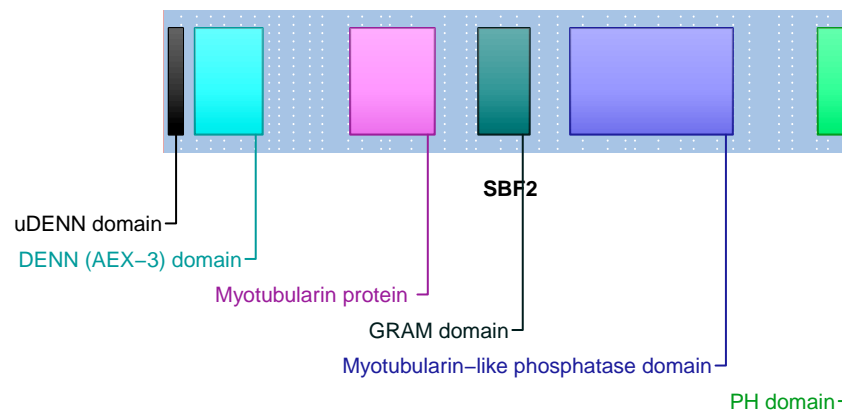 SBF2
uDENN domain
DENN (AEX−3) domain
Myotubularin protein
GRAM domain
Myotubularin−like phosphatase domain
PH domain